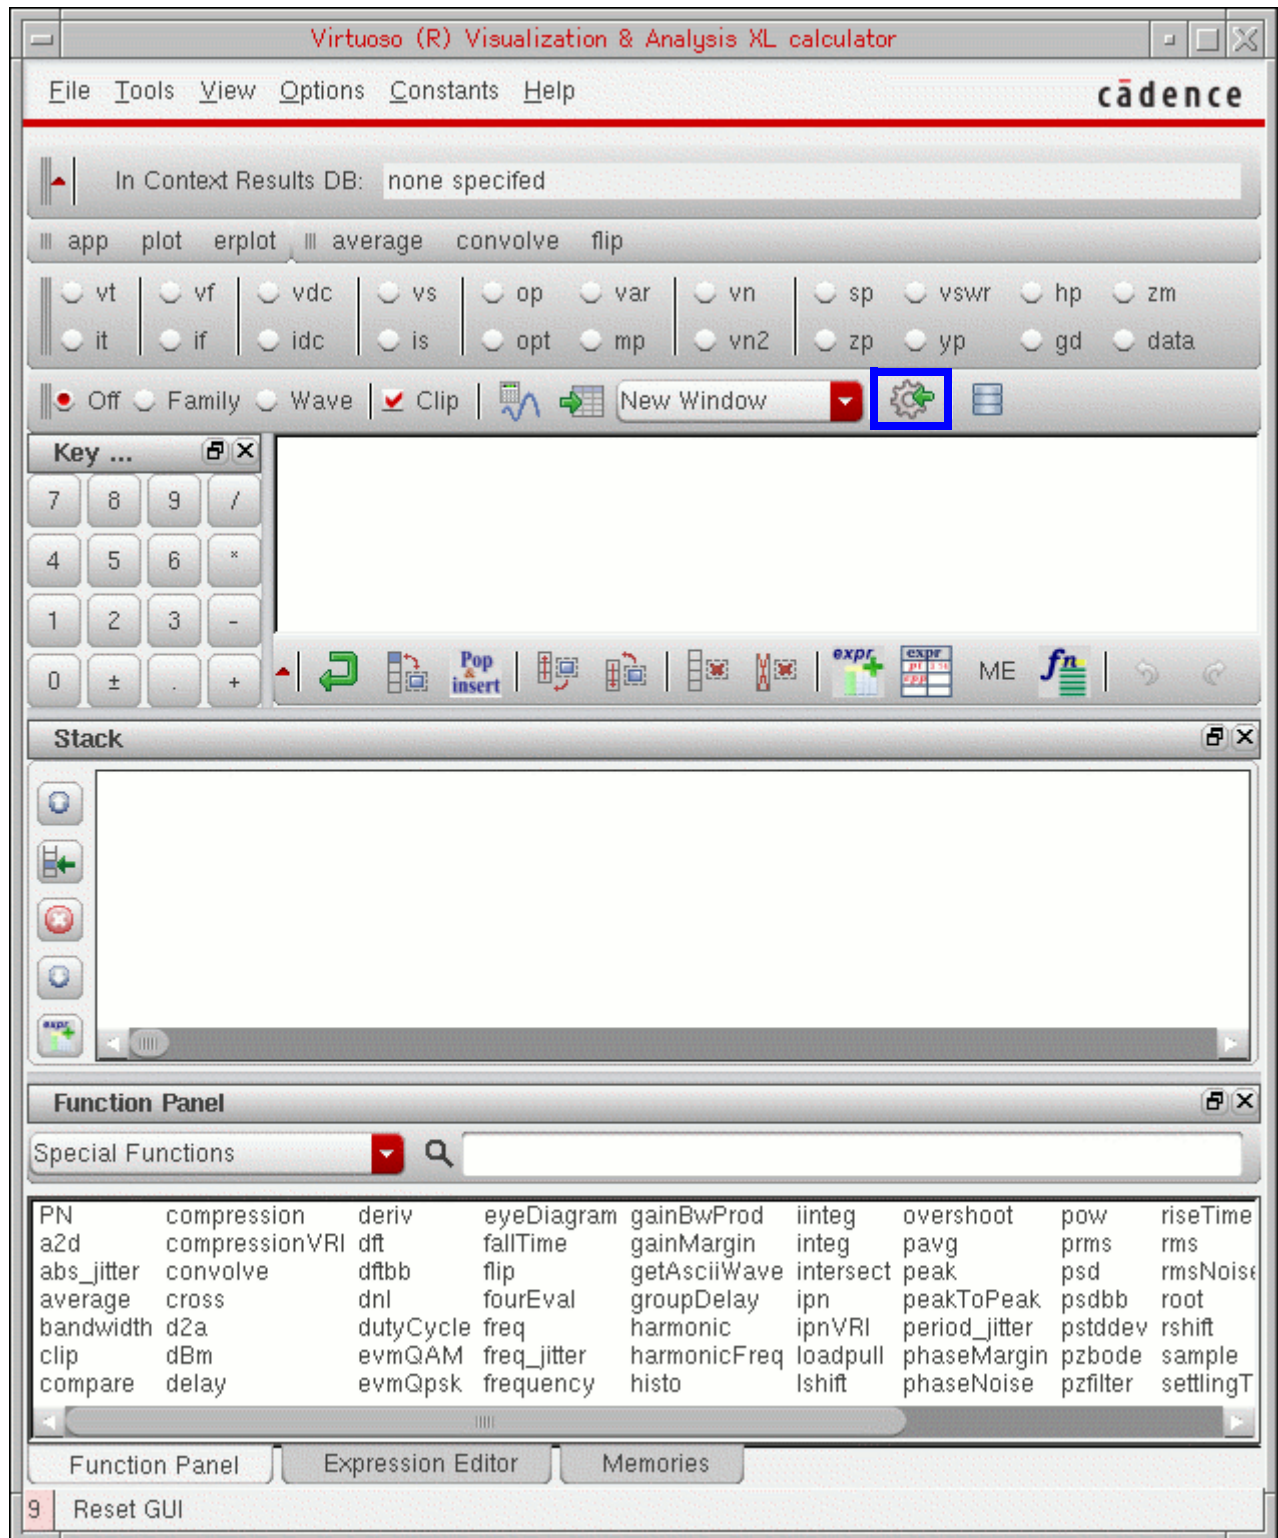 Virtuoso (R) Visualization & Analysis XL calculator
File Tools View Options Constants Help cādence
In Context Results DB: none specifed
app plot erplot average convolve flip
vt vf vdc vs op var vn sp vswr hp zm
it if idc is opt mp vn2 zp yp gd data
Off Family Wave Clip New Window
Key ...
7 8 9 /
4 5 6 *
1 2 3 -
0 ± . +
Pop & insert expr expr ME fn
Stack
expr
Function Panel
Special Functions
PN compression deriv eyeDiagram gainBwProd iinteg overshoot pow riseTime
a2d compressionVRI dft fallTime gainMargin integ pavg prms rms
abs_jitter convolve dftbb flip getAsciiWave intersect peak psd rmsNoise
average cross dnl fourEval groupDelay ipn peakToPeak psdbb root
bandwidth d2a dutyCycle freq harmonic ipnVRI period_jitter pstddev rshift
clip dBm evmQAM freq_jitter harmonicFreq loadpull phaseMargin pzbode sample
compare delay evmQpsk frequency histo lshift phaseNoise pzfilter settlingT
Function Panel Expression Editor Memories
9 Reset GUI